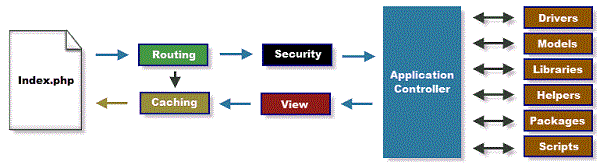 Index.php
Routing
Security
Caching
View
Application
Controller
Drivers
Models
Libraries
Helpers
Packages
Scripts